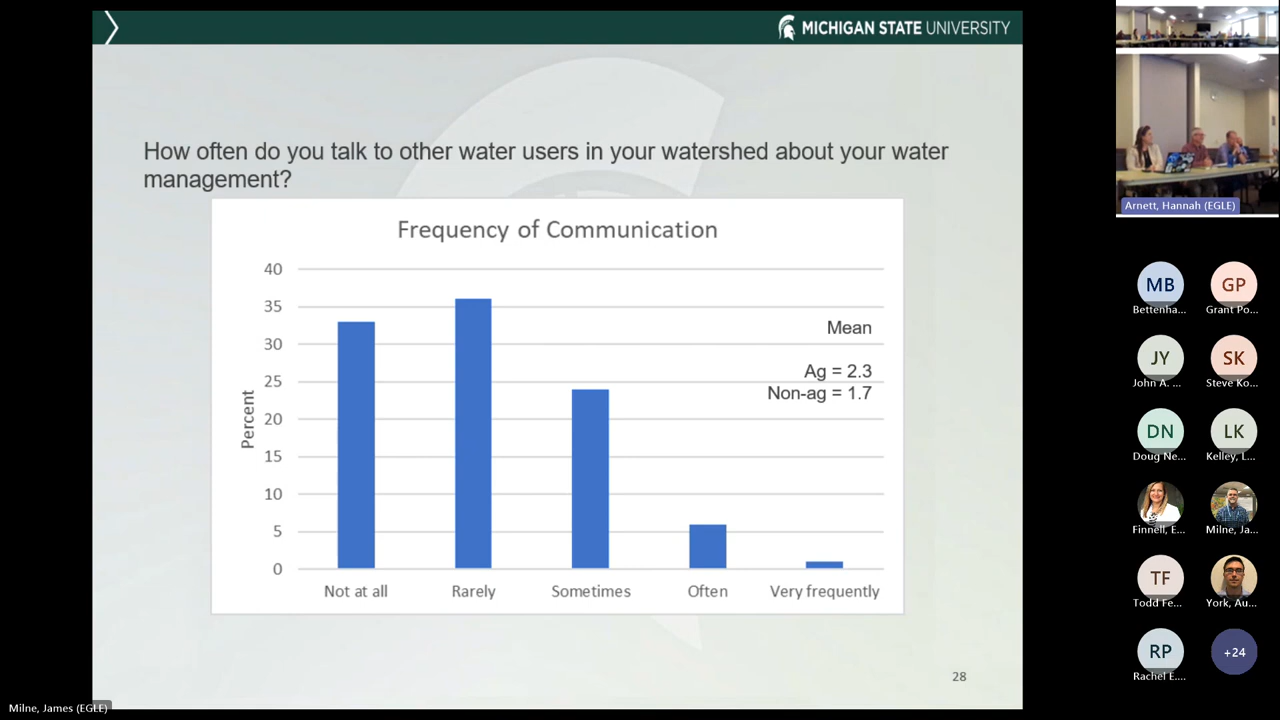 MICHIGAN STATE UNIVERSITY
How often do you talk to other water users in your watershed about your water
management?
Frequency of Communication
Percent
40
35
30
25
20
15
10
5
0
Mean
Ag = 2.3
Non-ag = 1.7
Not at all
Rarely
Sometimes
Often
Very frequently
28
Milne, James (EGLE)
Arnett, Hannah (EGLE)
MB
GP
Bettenha...
Grant Po...
JY
SK
John A. ...
Steve Ko...
DN
LK
Doug Ne...
Kelley, L...
Finnell, E...
Milne, Ja...
TF
Todd Fe...
York, Au...
RP
+24
Rachel E....